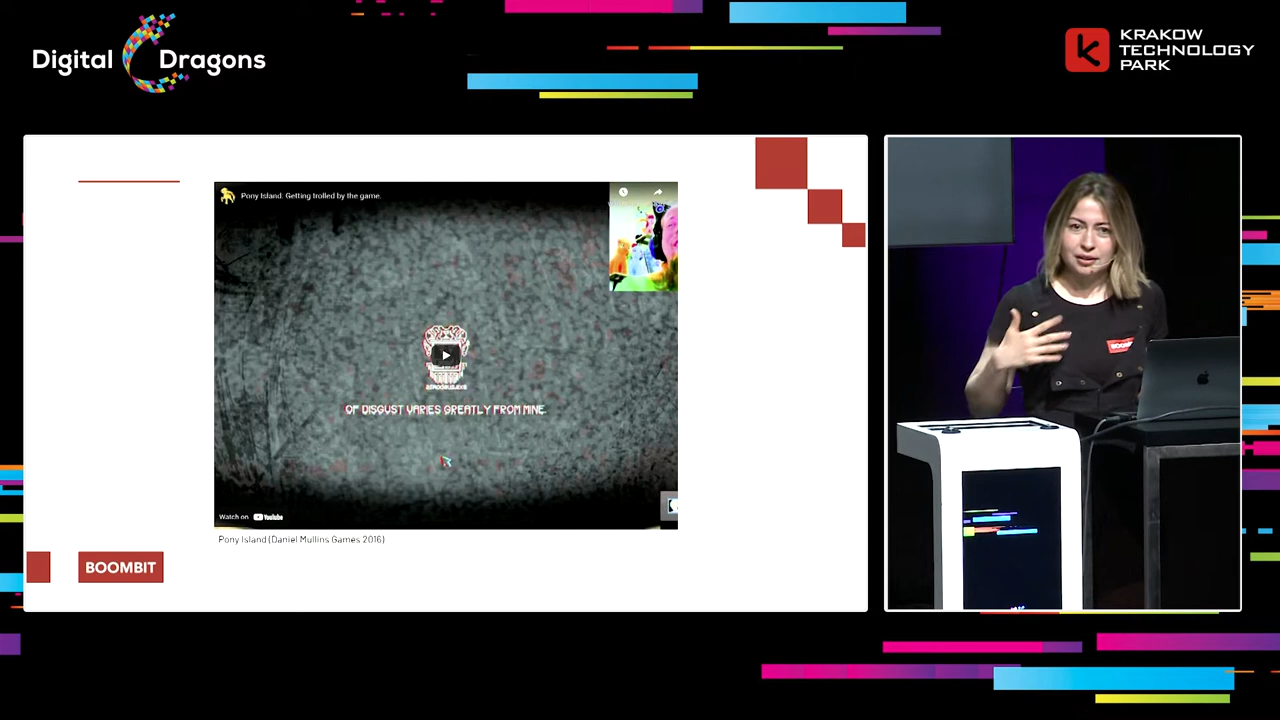 Digital Dragons
KRAKOW
TECHNOLOGY
PARK
Pony Island. Getting trolled by the game.
OF DISGUST VARIES GREATLY FROM MINE.
Watch on YouTube
Pony Island (Daniel Mullins Games 2016)
BOOMBIT